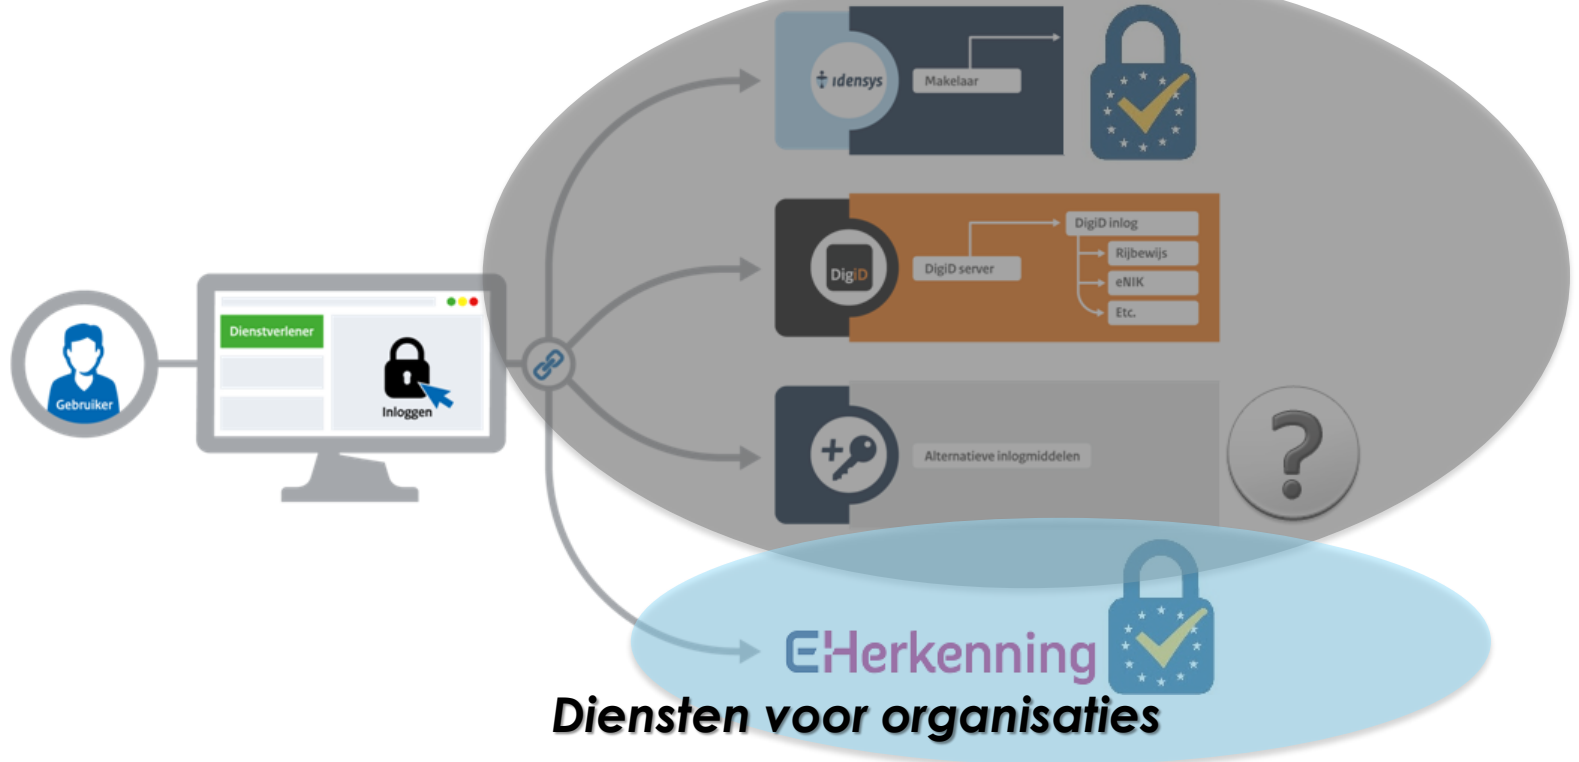 Gebruiker
Dienstverlener
Inloggen
idensys
Makelaar
DigiD
DigiD server
DigiD inlog
Rijbewijs
eNIK
Etc.
Alternatieve inlogmiddelen
?
EHerkenning
Diensten voor organisaties